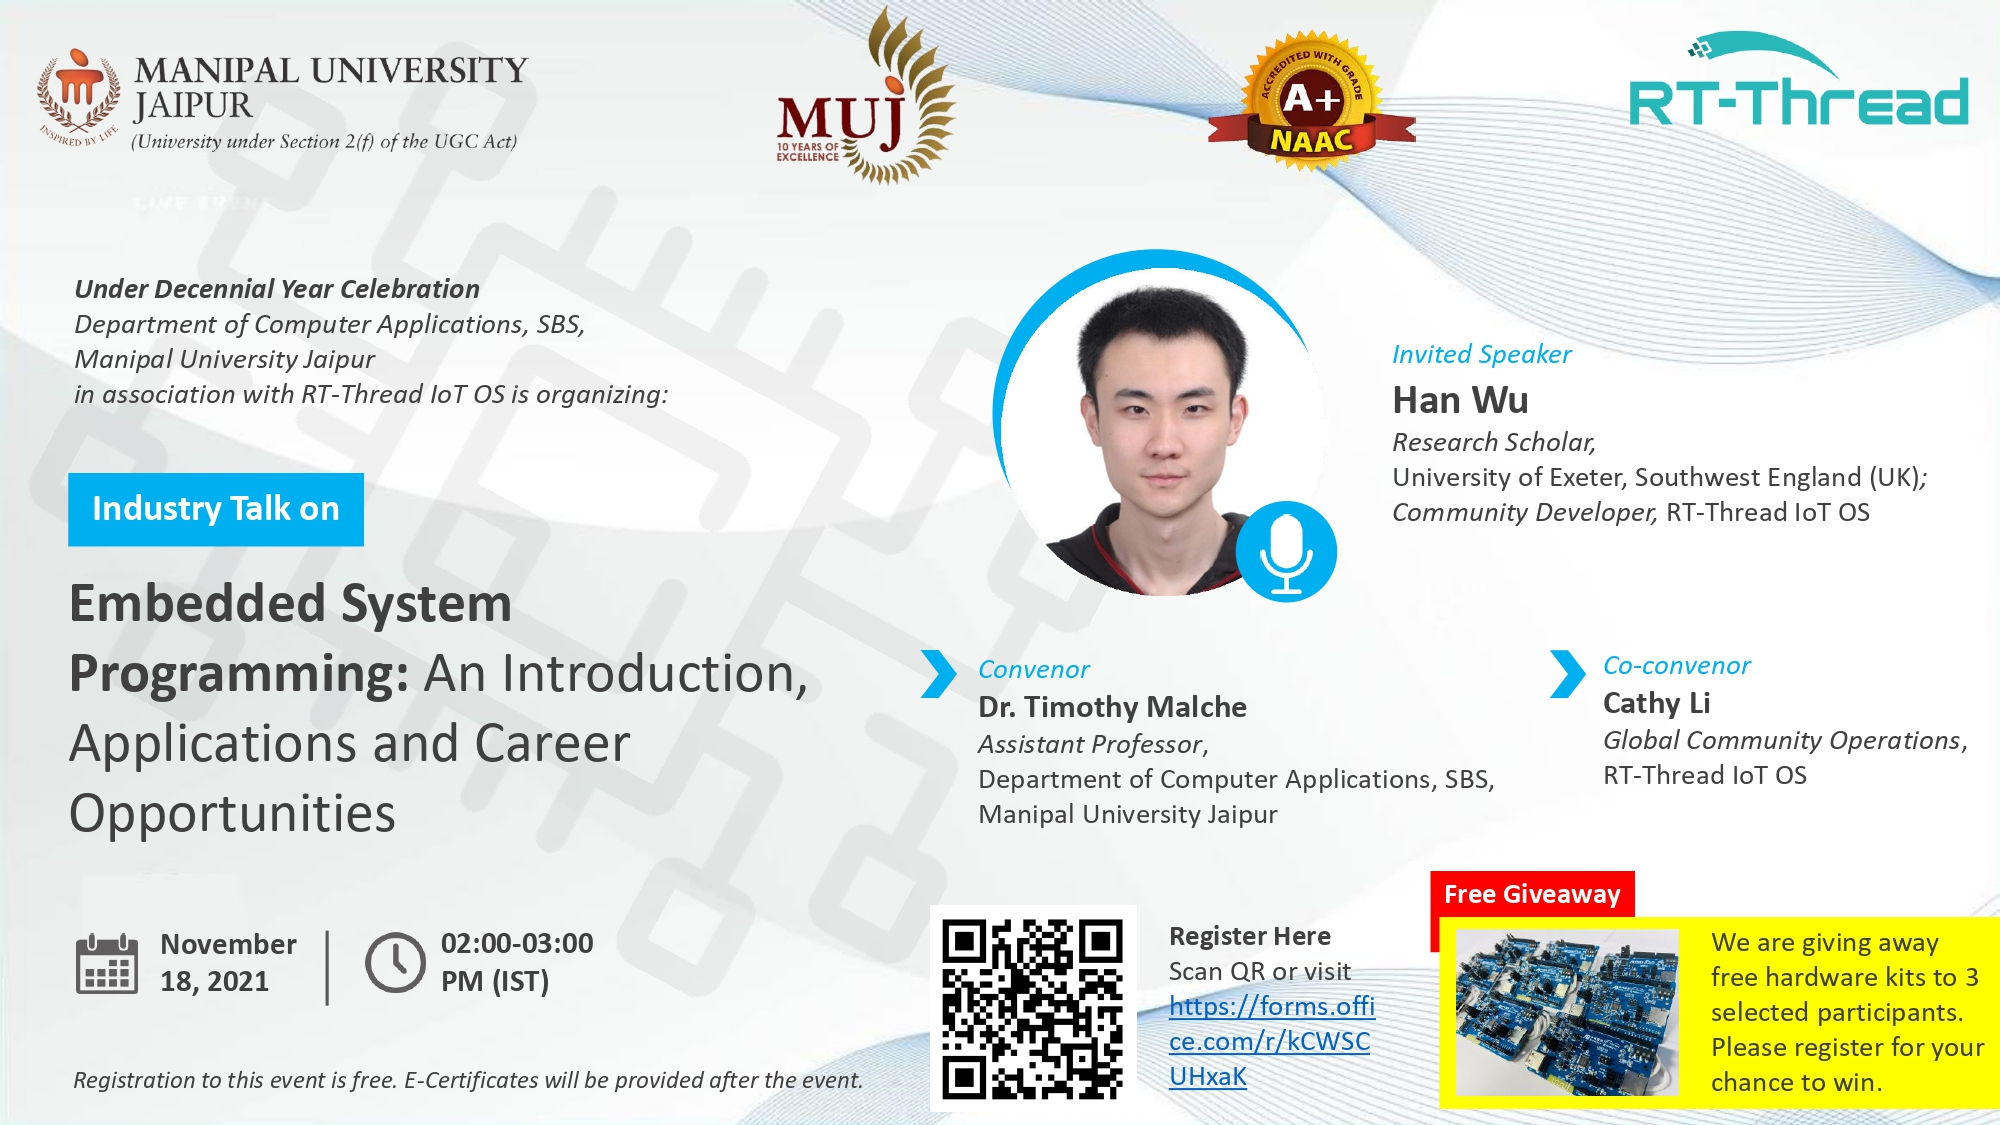 MANIPAL UNIVERSITY
JAIPUR
(University under Section 2(f) of the UGC Act)
INSPIRED BY LIFE
MUJ
10 YEARS OF
EXCELLENCE
ACCREDITED WITH GRADE
A+
NAAC
RT-Thread
Under Decennial Year Celebration
Department of Computer Applications, SBS,
Manipal University Jaipur
in association with RT-Thread IoT OS is organizing:
Industry Talk on
Embedded System
Programming: An Introduction,
Applications and Career
Opportunities
Invited Speaker
Han Wu
Research Scholar,
University of Exeter, Southwest England (UK);
Community Developer, RT-Thread IoT OS
Convenor
Dr. Timothy Malche
Assistant Professor,
Department of Computer Applications, SBS,
Manipal University Jaipur
Co-convenor
Cathy Li
Global Community Operations,
RT-Thread IoT OS
November
18, 2021
02:00-03:00
PM (IST)
Registration to this event is free. E-Certificates will be provided after the event.
Register Here
Scan QR or visit
https://forms.offi
ce.com/r/kCWSC
UHxaK
Free Giveaway
We are giving away
free hardware kits to 3
selected participants.
Please register for your
chance to win.